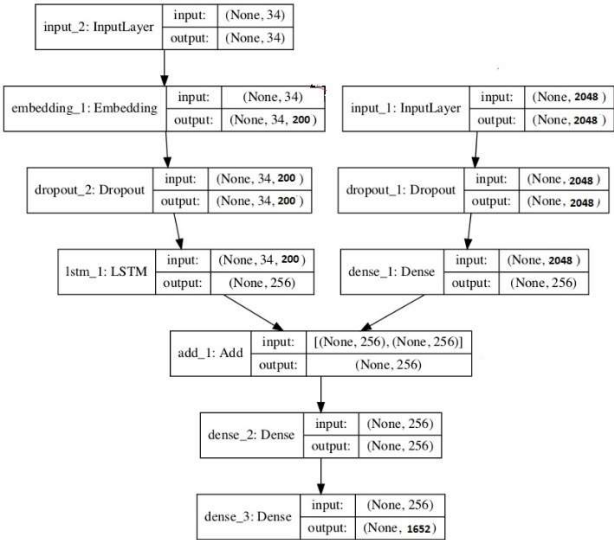 input_2: InputLayer
input: (None, 34)
output: (None, 34)
embedding_1: Embedding
input: (None, 34)
output: (None, 34, 200 )
input_1: InputLayer
input: (None, 2048 )
output: (None, 2048 )
dropout_2: Dropout
input: (None, 34, 200 )
output: (None, 34, 200 )
dropout_1: Dropout
input: (None, 2048 )
output: (None, 2048 )
lstm_1: LSTM
input: (None, 34, 200 )
output: (None, 256)
dense_1: Dense
input: (None, 2048 )
output: (None, 256)
add_1: Add
input: [(None, 256), (None, 256)]
output: (None, 256)
dense_2: Dense
input: (None, 256)
output: (None, 256)
dense_3: Dense
input: (None, 256)
output: (None, 1652 )